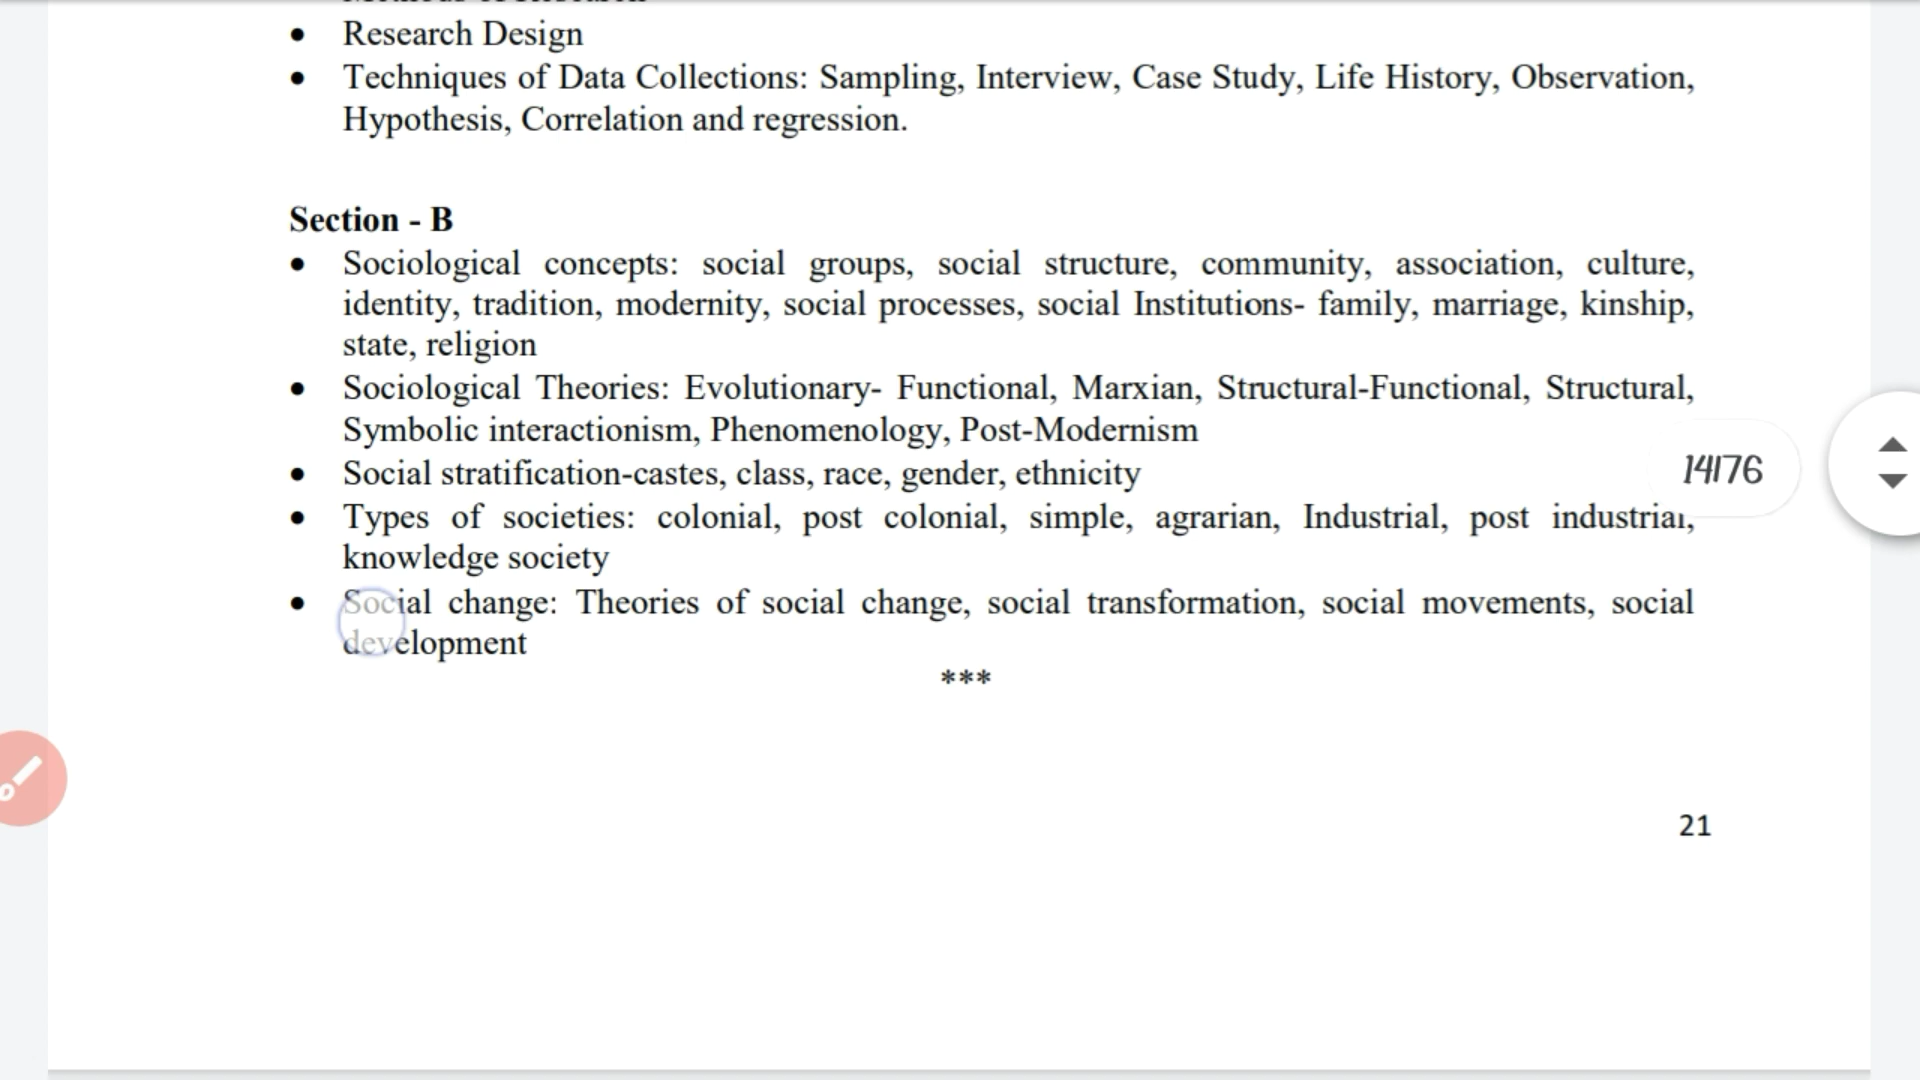 • Research Design
• Techniques of Data Collections: Sampling, Interview, Case Study, Life History, Observation,
Hypothesis, Correlation and regression.
Section - B
• Sociological concepts: social groups, social structure, community, association, culture,
identity, tradition, modernity, social processes, social Institutions- family, marriage, kinship,
state, religion
• Sociological Theories: Evolutionary- Functional, Marxian, Structural-Functional, Structural,
Symbolic interactionism, Phenomenology, Post-Modernism
• Social stratification-castes, class, race, gender, ethnicity
14176
• Types of societies: colonial, post colonial, simple, agrarian, Industrial, post industrial,
knowledge society
• Social change: Theories of social change, social transformation, social movements, social
development
***
21